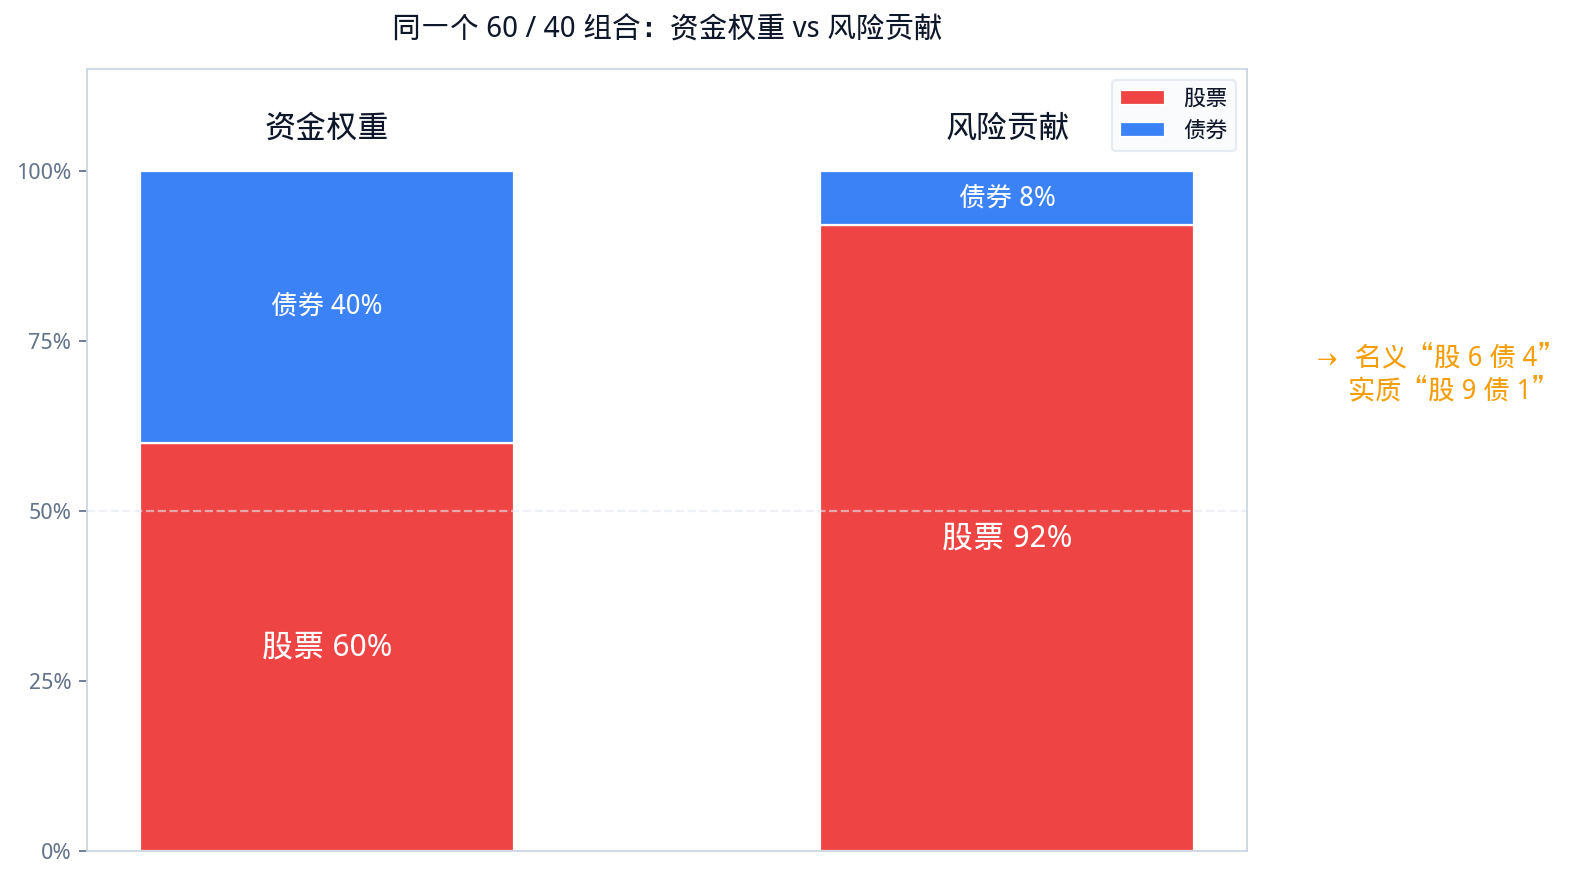 同一个 60 / 40 组合：资金权重 vs 风险贡献
资金权重
风险贡献
股票
债券
100%
75%
50%
25%
0%
债券 40%
股票 60%
债券 8%
股票 92%
→ 名义“股 6 债 4”
实质“股 9 债 1”